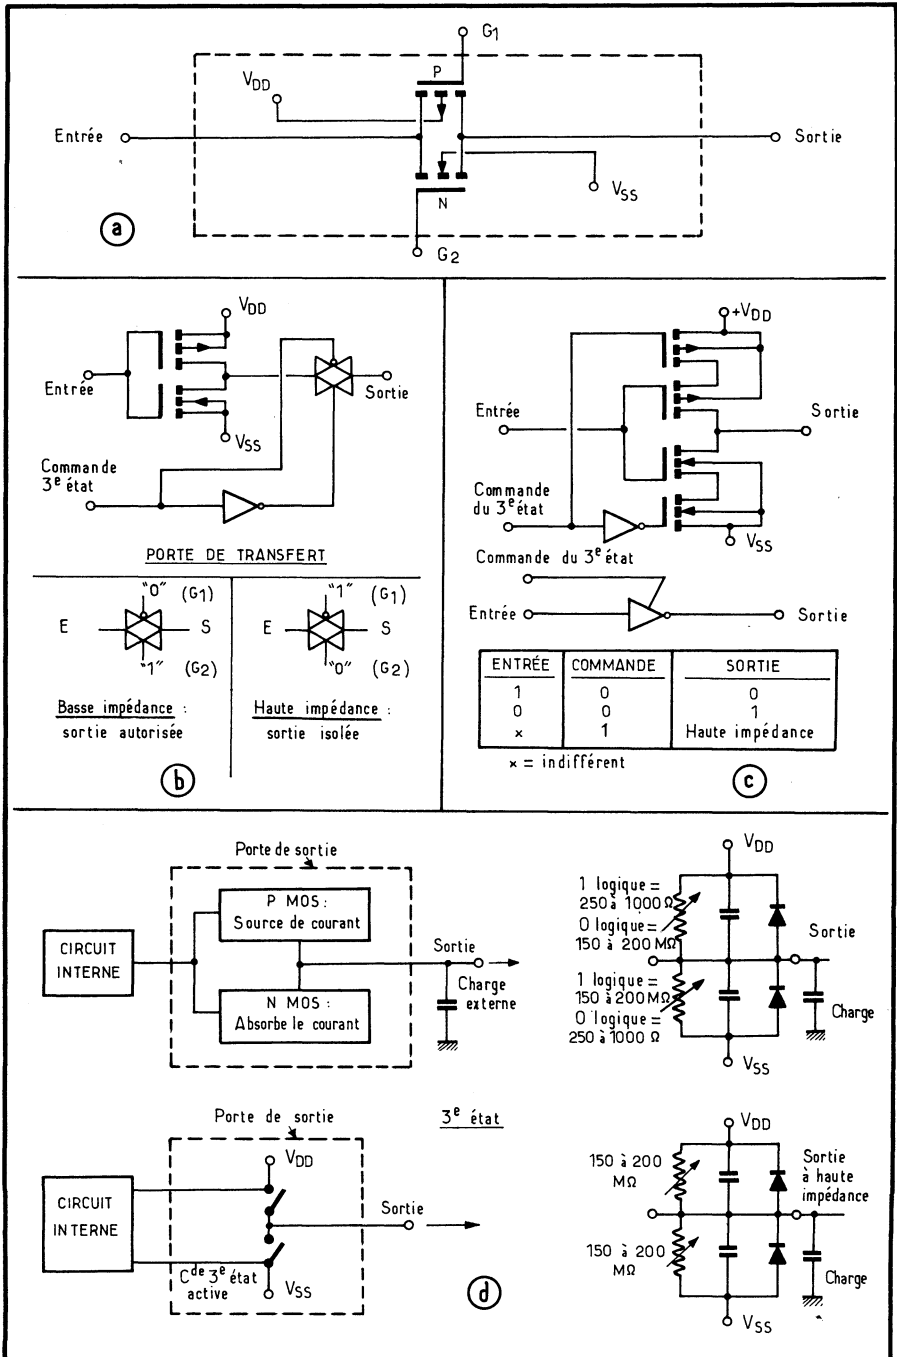 G1
P
VDD
Entrée
Sortie
VSS
N
a
G2
VDD
Entrée
Sortie
VSS
Commande
3e état
PORTE DE TRANSFERT
"0" (G1)
E S
"1" (G2)
Basse impédance :
sortie autorisée
"1" (G1)
E S
"0" (G2)
Haute impédance :
sortie isolée
b
+VDD
Entrée
Sortie
Commande
du 3e état
VSS
Commande du 3e état
Entrée
Sortie
ENTRÉE COMMANDE SORTIE
1 0 0
0 0 1
× 1 Haute impédance
× = indifférent
c
Porte de sortie
P MOS :
Source de courant
CIRCUIT
INTERNE
N MOS :
Absorbe le courant
Sortie
Charge
externe
VDD
1 logique =
250 à 1000 Ω
0 logique =
150 à 200 MΩ
Sortie
1 logique =
150 à 200 MΩ
0 logique =
250 à 1000 Ω
Charge
VSS
3e état
Porte de sortie
VDD
CIRCUIT
INTERNE
Sortie
Cde 3e état
active
VSS
d
VDD
150 à 200
MΩ
Sortie
à haute
impédance
150 à 200
MΩ
Charge
VSS